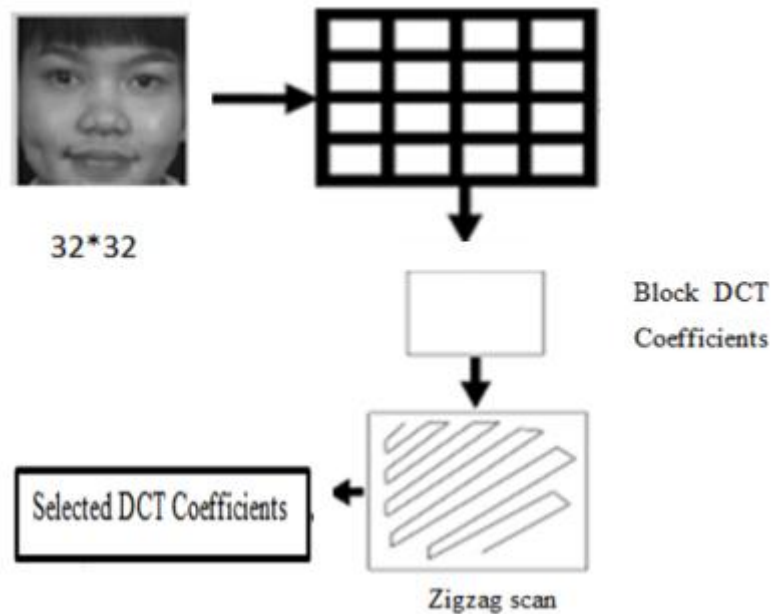 32*32
Block DCT
Coefficients
Selected DCT Coefficients
Zigzag scan